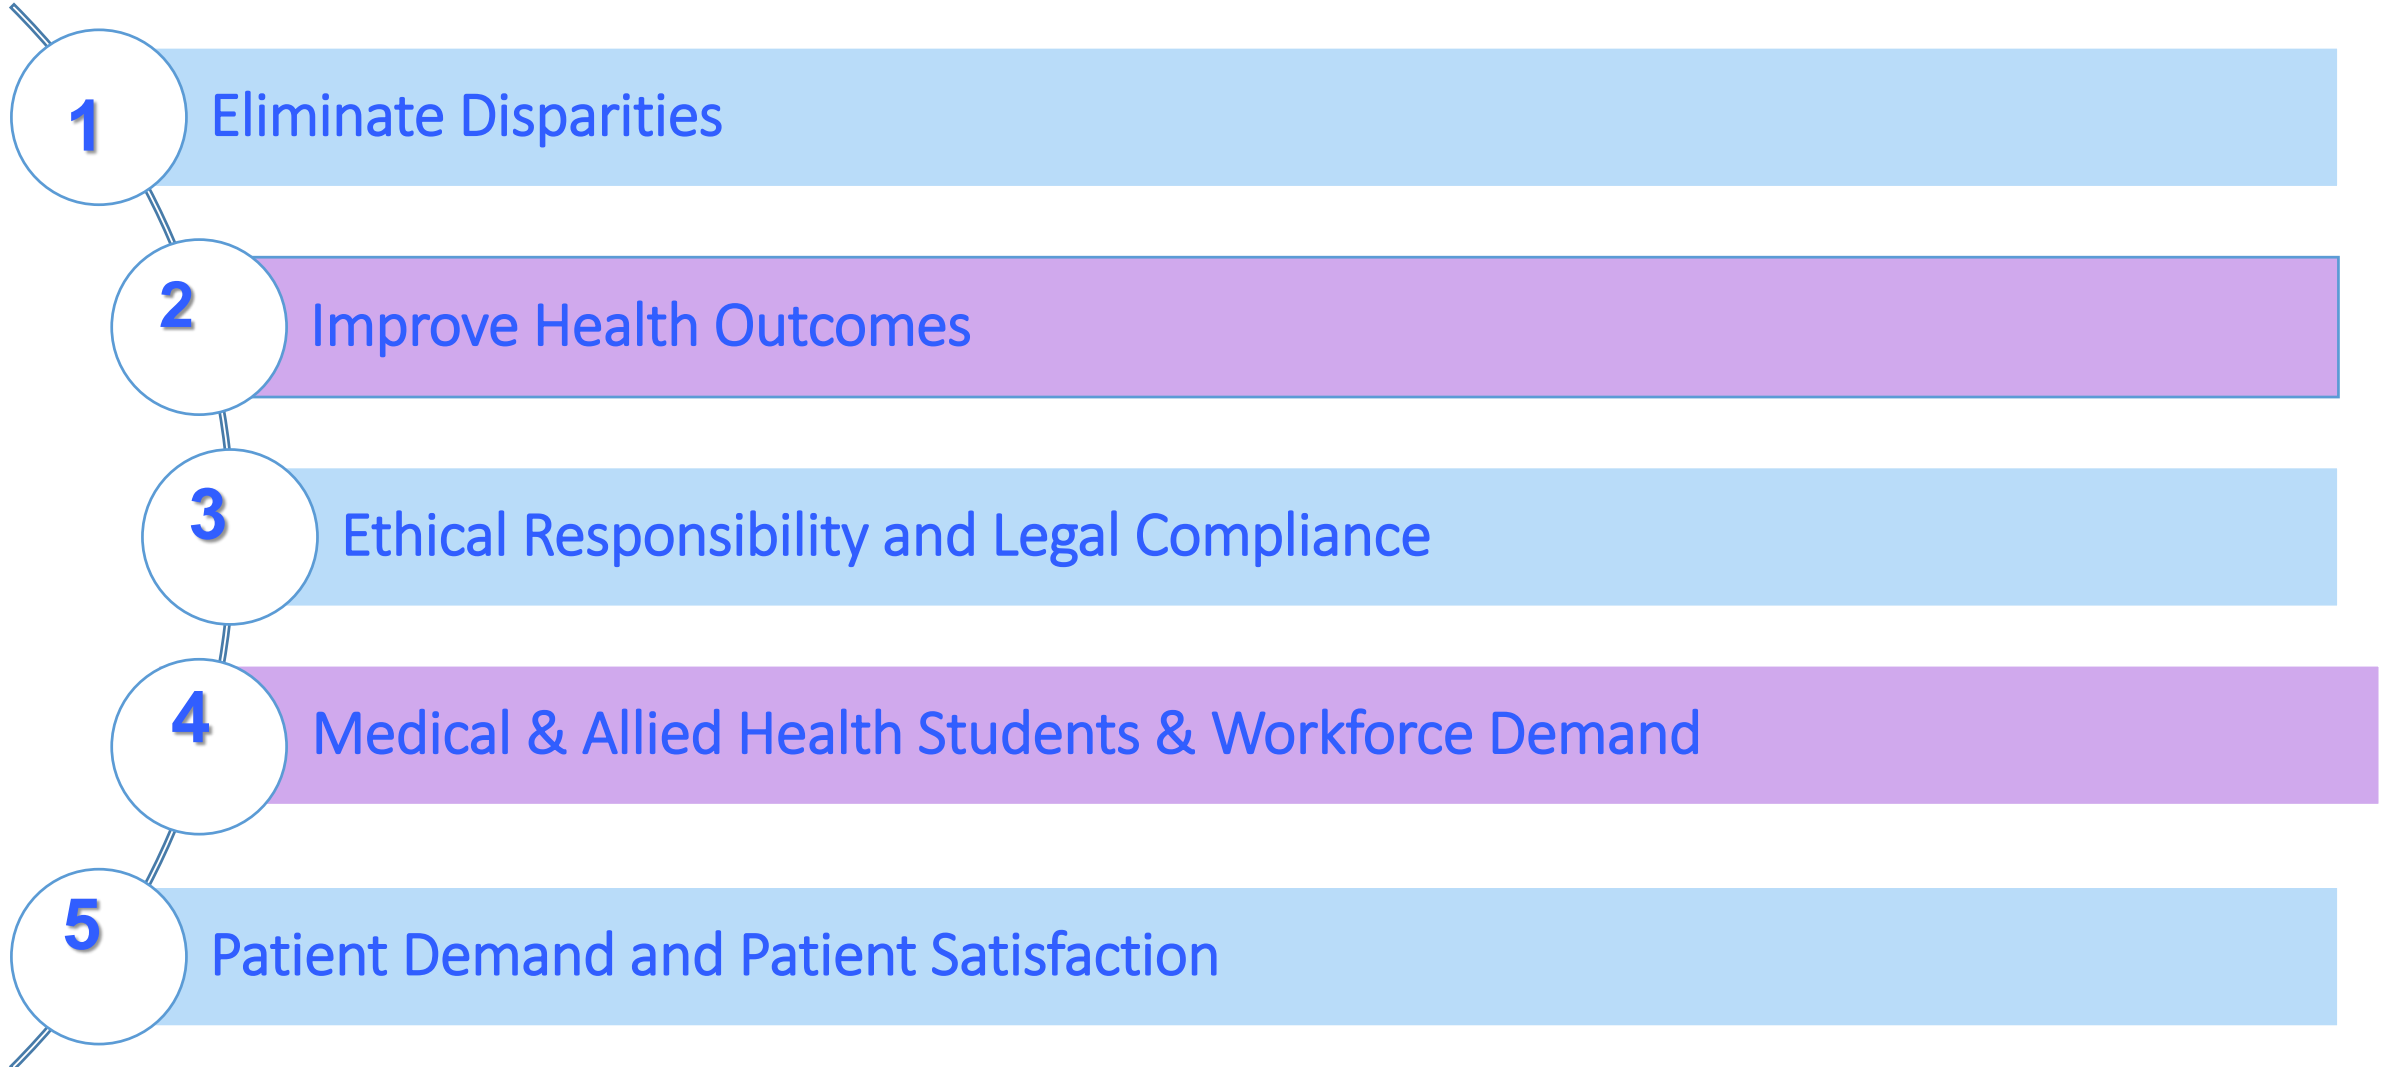 1 Eliminate Disparities
2 Improve Health Outcomes
3 Ethical Responsibility and Legal Compliance
4 Medical & Allied Health Students & Workforce Demand
5 Patient Demand and Patient Satisfaction